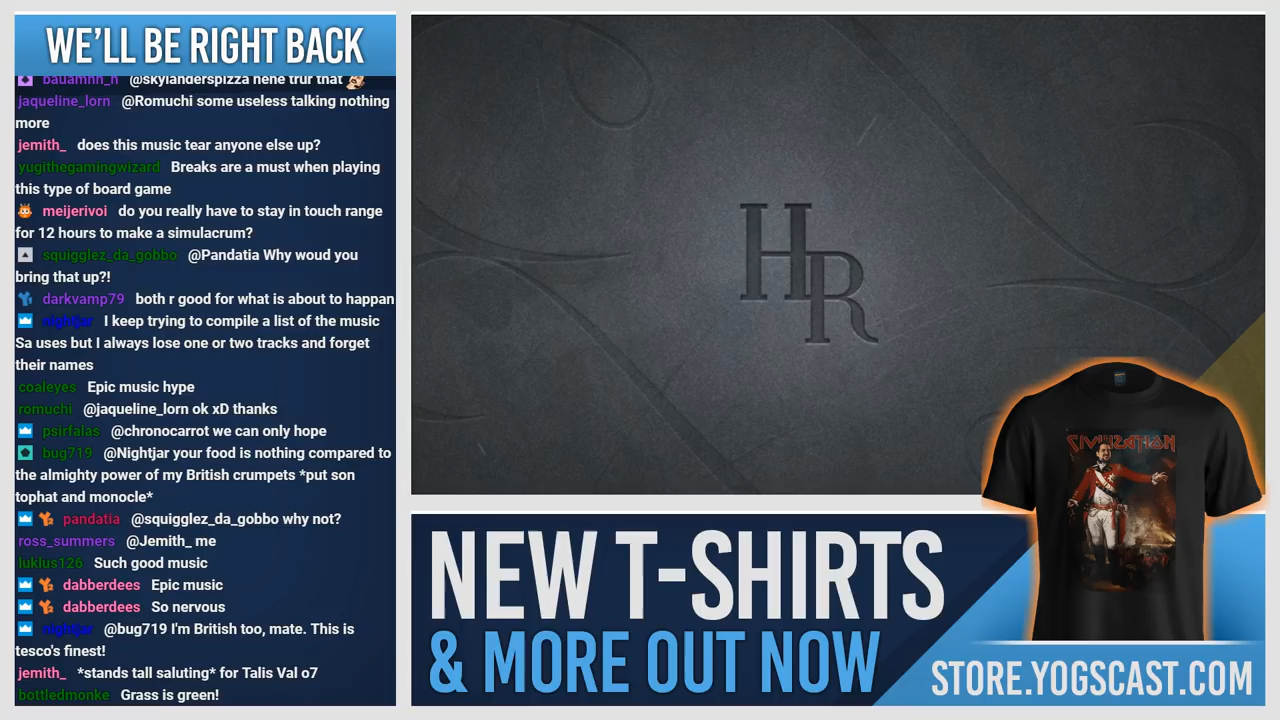 WE'LL BE RIGHT BACK
bauamhh_h @skylanderspizza hehe trur that
jaqueline_lorn @Romuchi some useless talking nothing
more
jemith_ does this music tear anyone else up?
yugithegamingwizard Breaks are a must when playing
this type of board game
meijerivoi do you really have to stay in touch range
for 12 hours to make a simulacrum?
squigglez_da_gobbo @Pandatia Why woud you
bring that up?!
darkvamp79 both r good for what is about to happan
nightjar I keep trying to compile a list of the music
Sa uses but I always lose one or two tracks and forget
their names
coaleyes Epic music hype
romuchi @jaqueline_lorn ok xD thanks
psirfalas @chronocarrot we can only hope
bug719 @Nightjar your food is nothing compared to
the almighty power of my British crumpets *put son
tophat and monocle*
pandatia @squigglez_da_gobbo why not?
ross_summers @Jemith_ me
luklus126 Such good music
dabberdees Epic music
dabberdees So nervous
nightjar @bug719 I'm British too, mate. This is
tesco's finest!
jemith_ *stands tall saluting* for Talis Val o7
bottledmonke Grass is green!
HR
CIVILIZATION
NEW T-SHIRTS
& MORE OUT NOW
STORE.YOGSCAST.COM